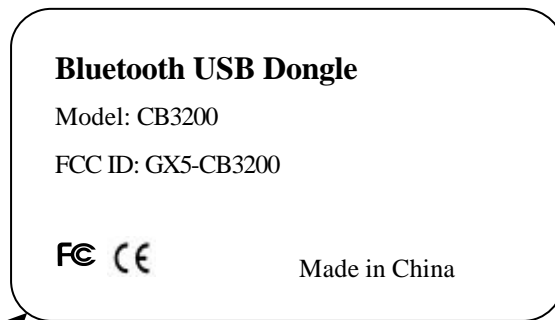 Bluetooth USB Dongle
Model: CB3200
FCC ID: GX5-CB3200
FC CE Made in China